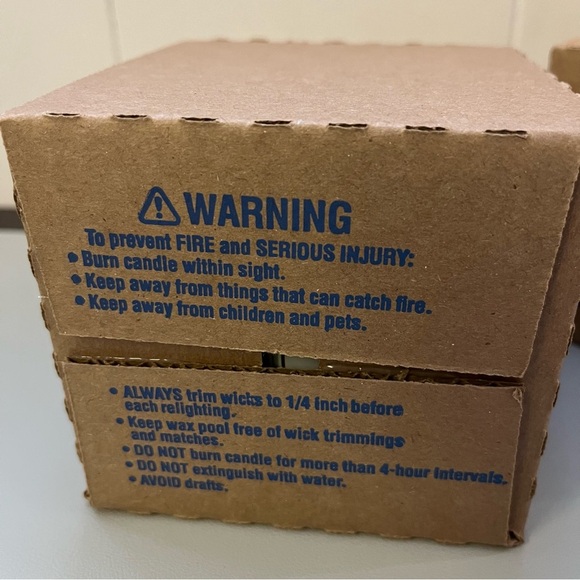 ⚠ WARNING
To prevent FIRE and SERIOUS INJURY:
• Burn candle within sight.
• Keep away from things that can catch fire.
• Keep away from children and pets.
• ALWAYS trim wicks to 1/4 inch before
each relighting.
• Keep wax pool free of wick trimmings
and matches.
• DO NOT burn candle for more than 4-hour intervals.
• DO NOT extinguish with water.
• AVOID drafts.